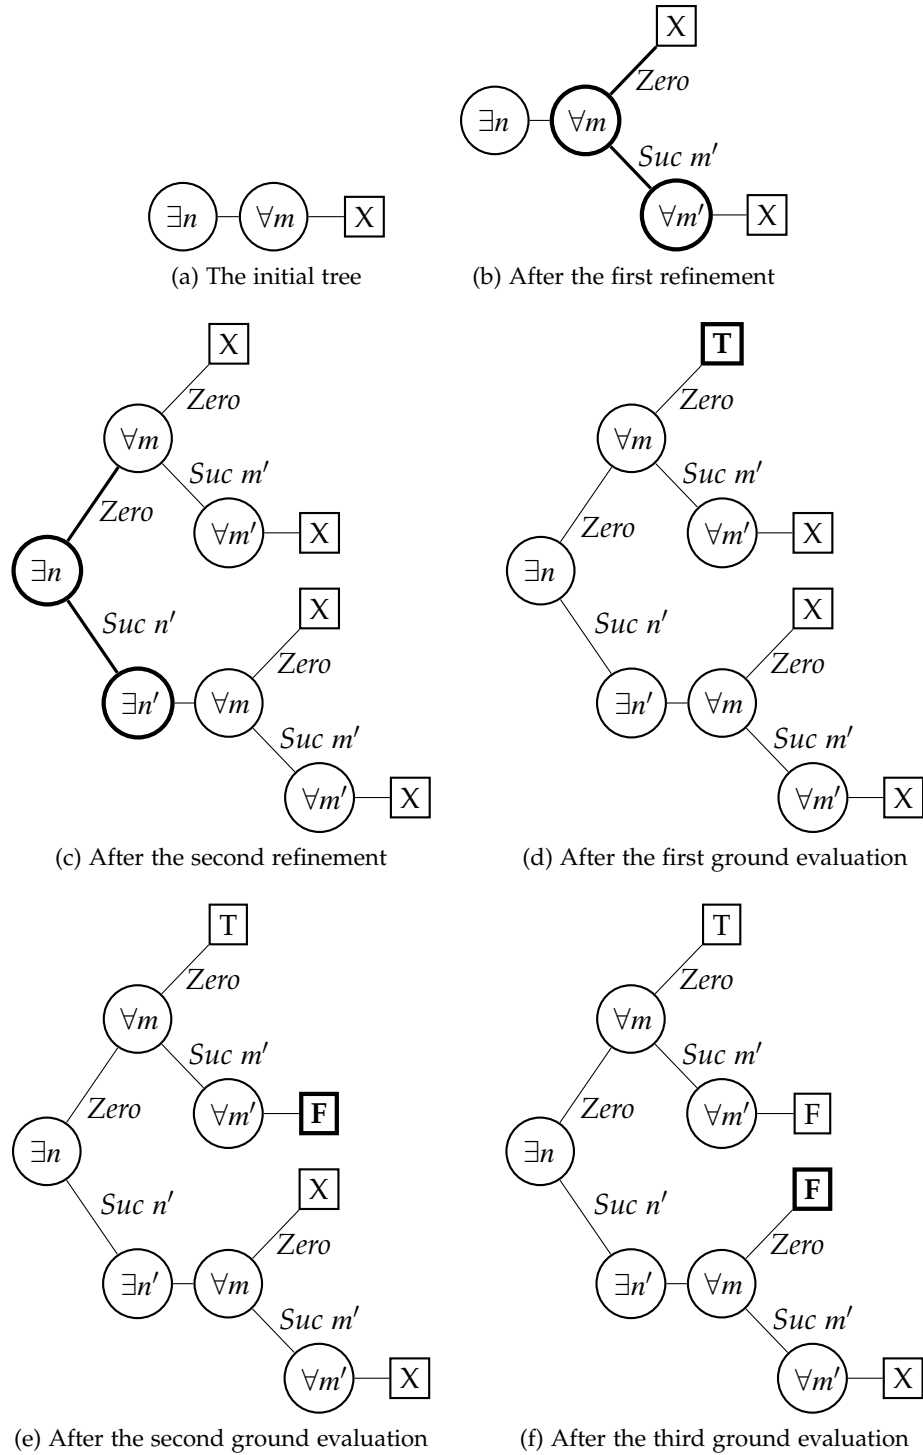 ∃n ∀m X
(a) The initial tree
X
Zero
∃n ∀m
Suc m′
∀m′ X
(b) After the first refinement
X
Zero
∀m
Suc m′
Zero
∀m′ X
∃n
X
Suc n′
Zero
∃n′ ∀m
Suc m′
∀m′ X
(c) After the second refinement
T
Zero
∀m
Suc m′
Zero
∀m′ X
∃n
X
Suc n′
Zero
∃n′ ∀m
Suc m′
∀m′ X
(d) After the first ground evaluation
T
Zero
∀m
Suc m′
Zero
∀m′ F
∃n
X
Suc n′
Zero
∃n′ ∀m
Suc m′
∀m′ X
(e) After the second ground evaluation
T
Zero
∀m
Suc m′
Zero
∀m′ F
∃n
F
Suc n′
Zero
∃n′ ∀m
Suc m′
∀m′ X
(f) After the third ground evaluation